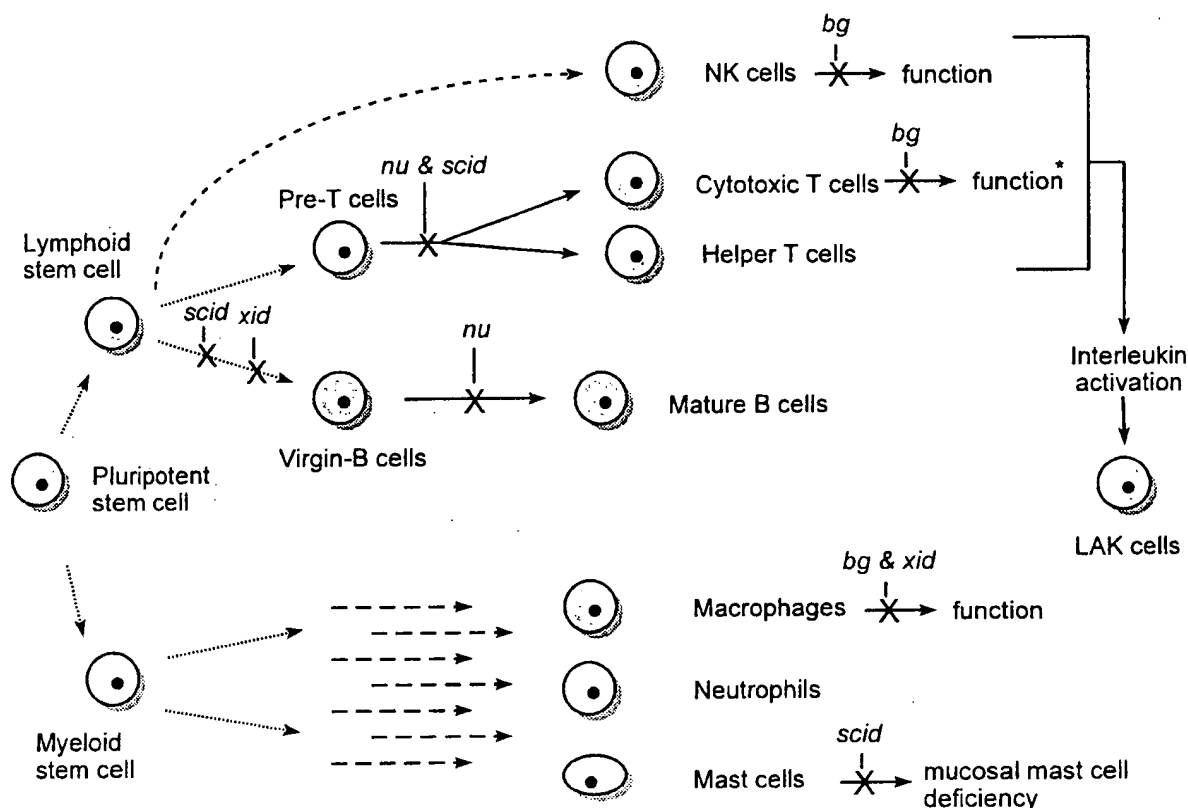 bg
NK cells
function
bg
nu & scid
Cytotoxic T cells
function*
Pre-T cells
Helper T cells
Lymphoid
stem cell
scid
xid
nu
Interleukin
activation
Mature B cells
Virgin-B cells
Pluripotent
stem cell
LAK cells
bg & xid
Macrophages
function
Neutrophils
Myeloid
stem cell
scid
Mast cells
mucosal mast cell
deficiency